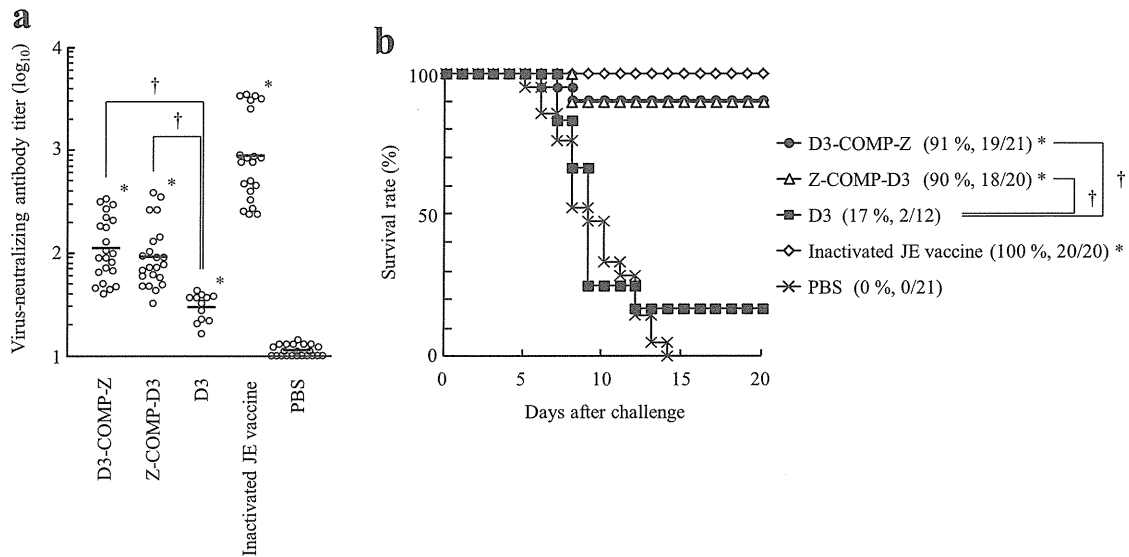 a
Virus-neutralizing antibody titer (log10)
4
3
2
1
†
†
*
*
*
*
D3-COMP-Z
Z-COMP-D3
D3
Inactivated JE vaccine
PBS
b
Survival rate (%)
100
50
0
0 5 10 15 20
Days after challenge
D3-COMP-Z (91 %, 19/21) *
Z-COMP-D3 (90 %, 18/20) *
D3 (17 %, 2/12)
Inactivated JE vaccine (100 %, 20/20) *
PBS (0 %, 0/21)
†
†